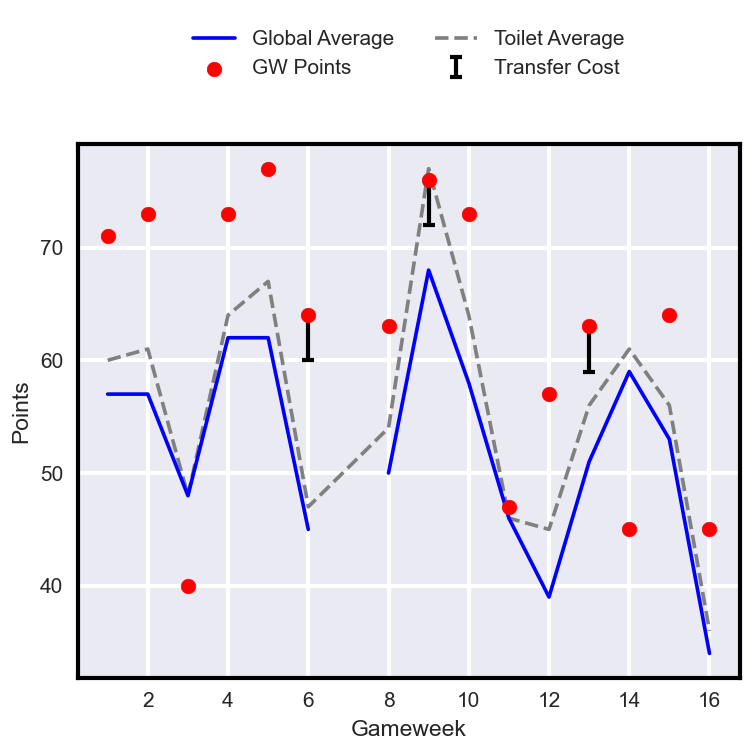 Global Average
Toilet Average
GW Points
Transfer Cost
70
60
50
40
Points
2 4 6 8 10 12 14 16
Gameweek